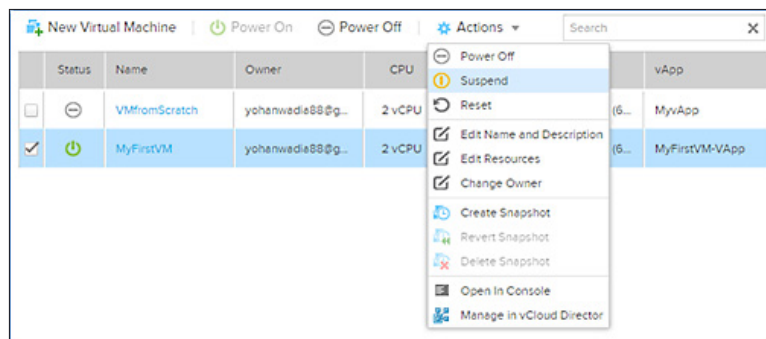 New Virtual Machine Power On Power Off Actions Search
Status Name Owner CPU vApp
VMfromScratch yohanwadia88@g... 2 vCPU (6... MyvApp
MyFirstVM yohanwadia88@g... 2 vCPU (6... MyFirstVM-VApp
Power Off
Suspend
Reset
Edit Name and Description
Edit Resources
Change Owner
Create Snapshot
Revert Snapshot
Delete Snapshot
Open In Console
Manage in vCloud Director